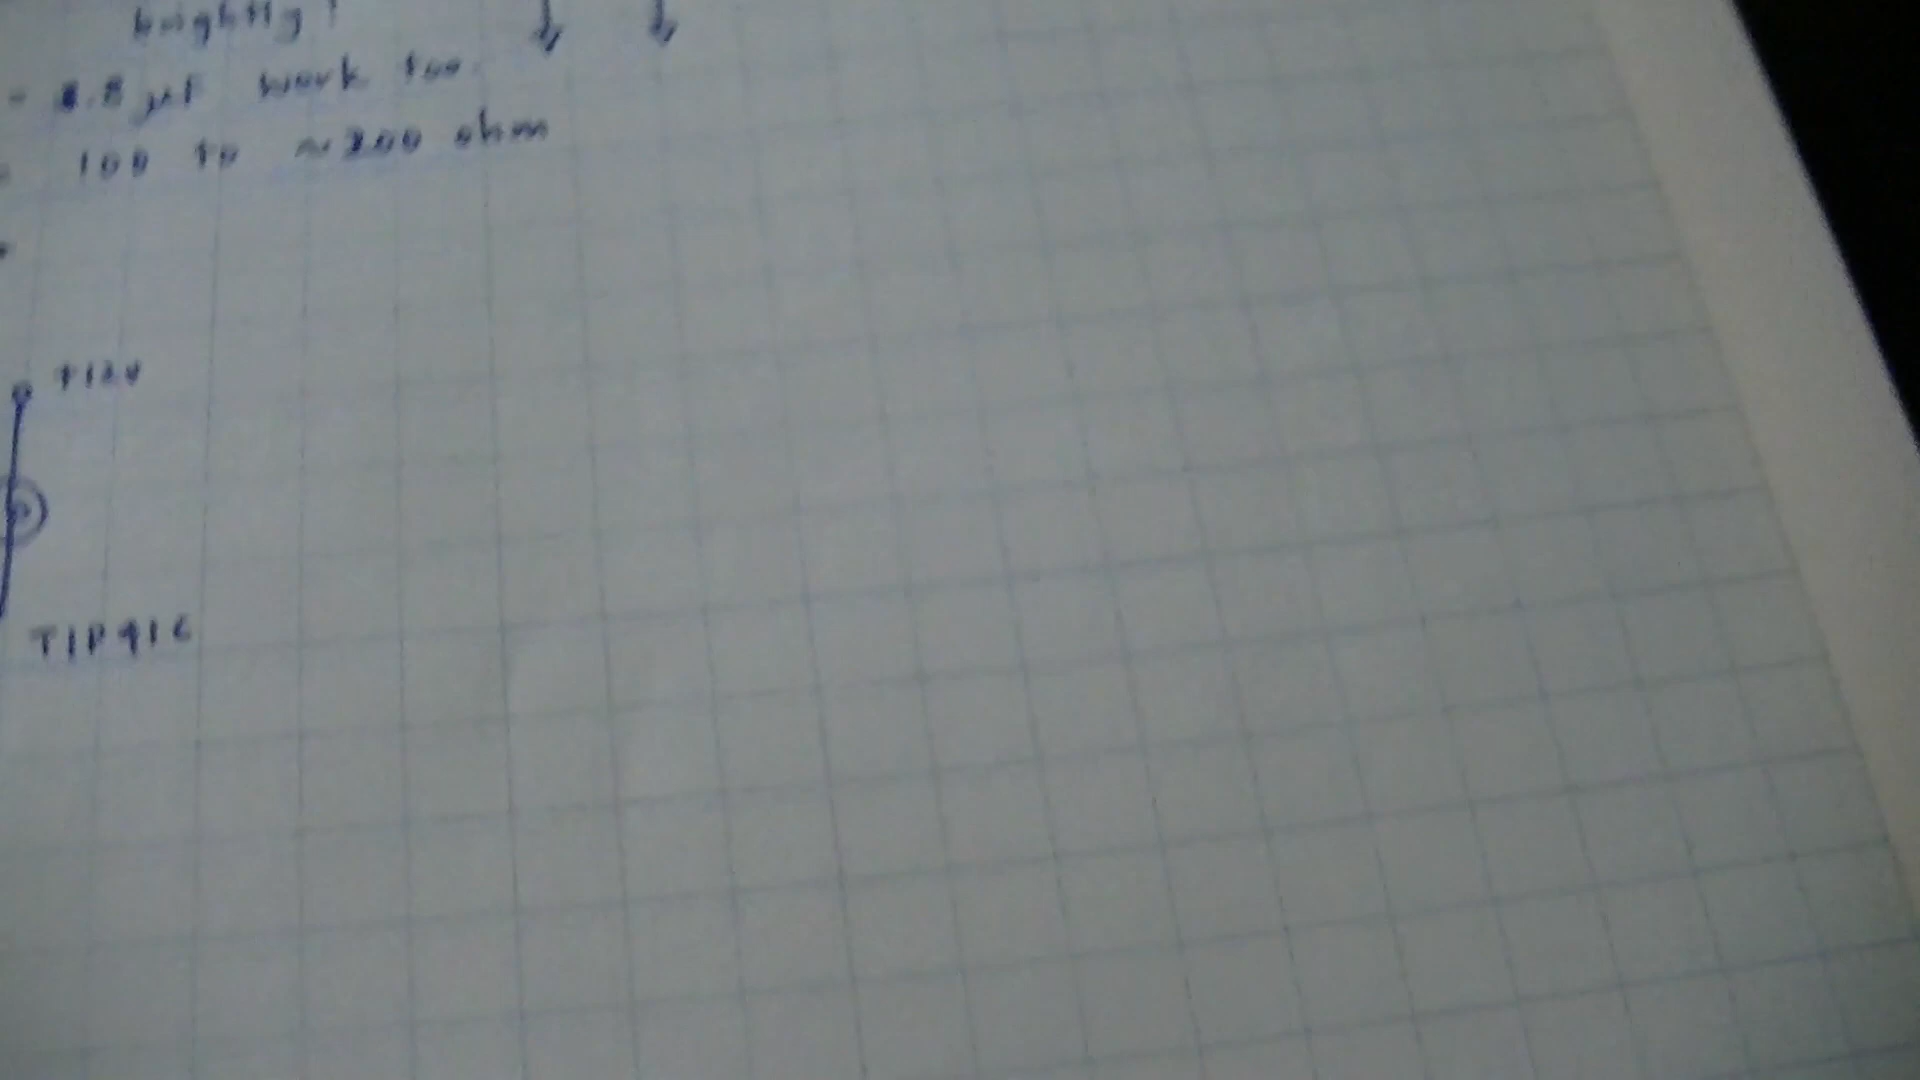 brightly!
- 6.8 µF work too
- 100 to ~200 ohm
+12V
TIP41C